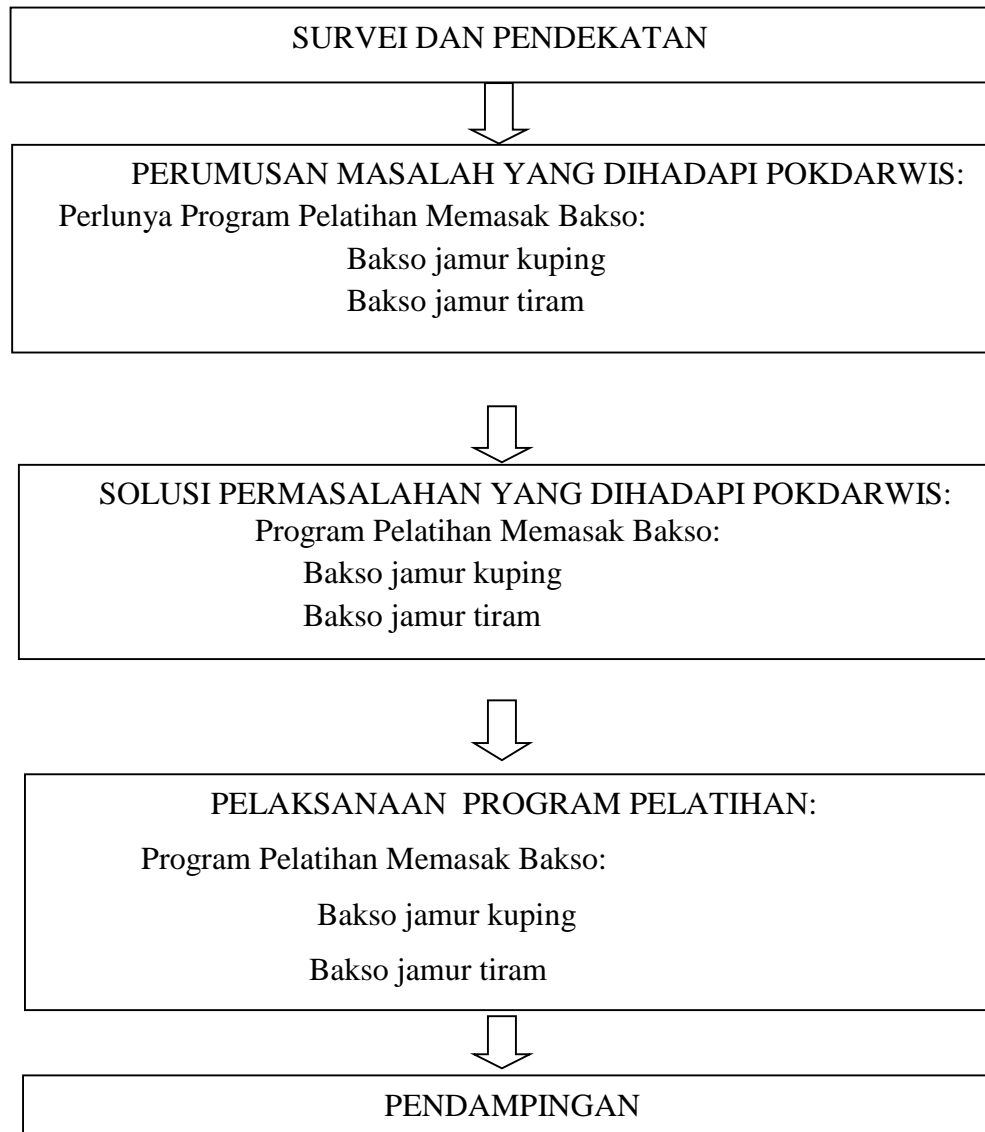 SURVEI DAN PENDEKATAN
PERUMUSAN MASALAH YANG DIHADAPI POKDARWIS:
Perlunya Program Pelatihan Memasak Bakso:
Bakso jamur kuping
Bakso jamur tiram
SOLUSI PERMASALAHAN YANG DIHADAPI POKDARWIS:
Program Pelatihan Memasak Bakso:
Bakso jamur kuping
Bakso jamur tiram
PELAKSANAAN PROGRAM PELATIHAN:
Program Pelatihan Memasak Bakso:
Bakso jamur kuping
Bakso jamur tiram
PENDAMPINGAN